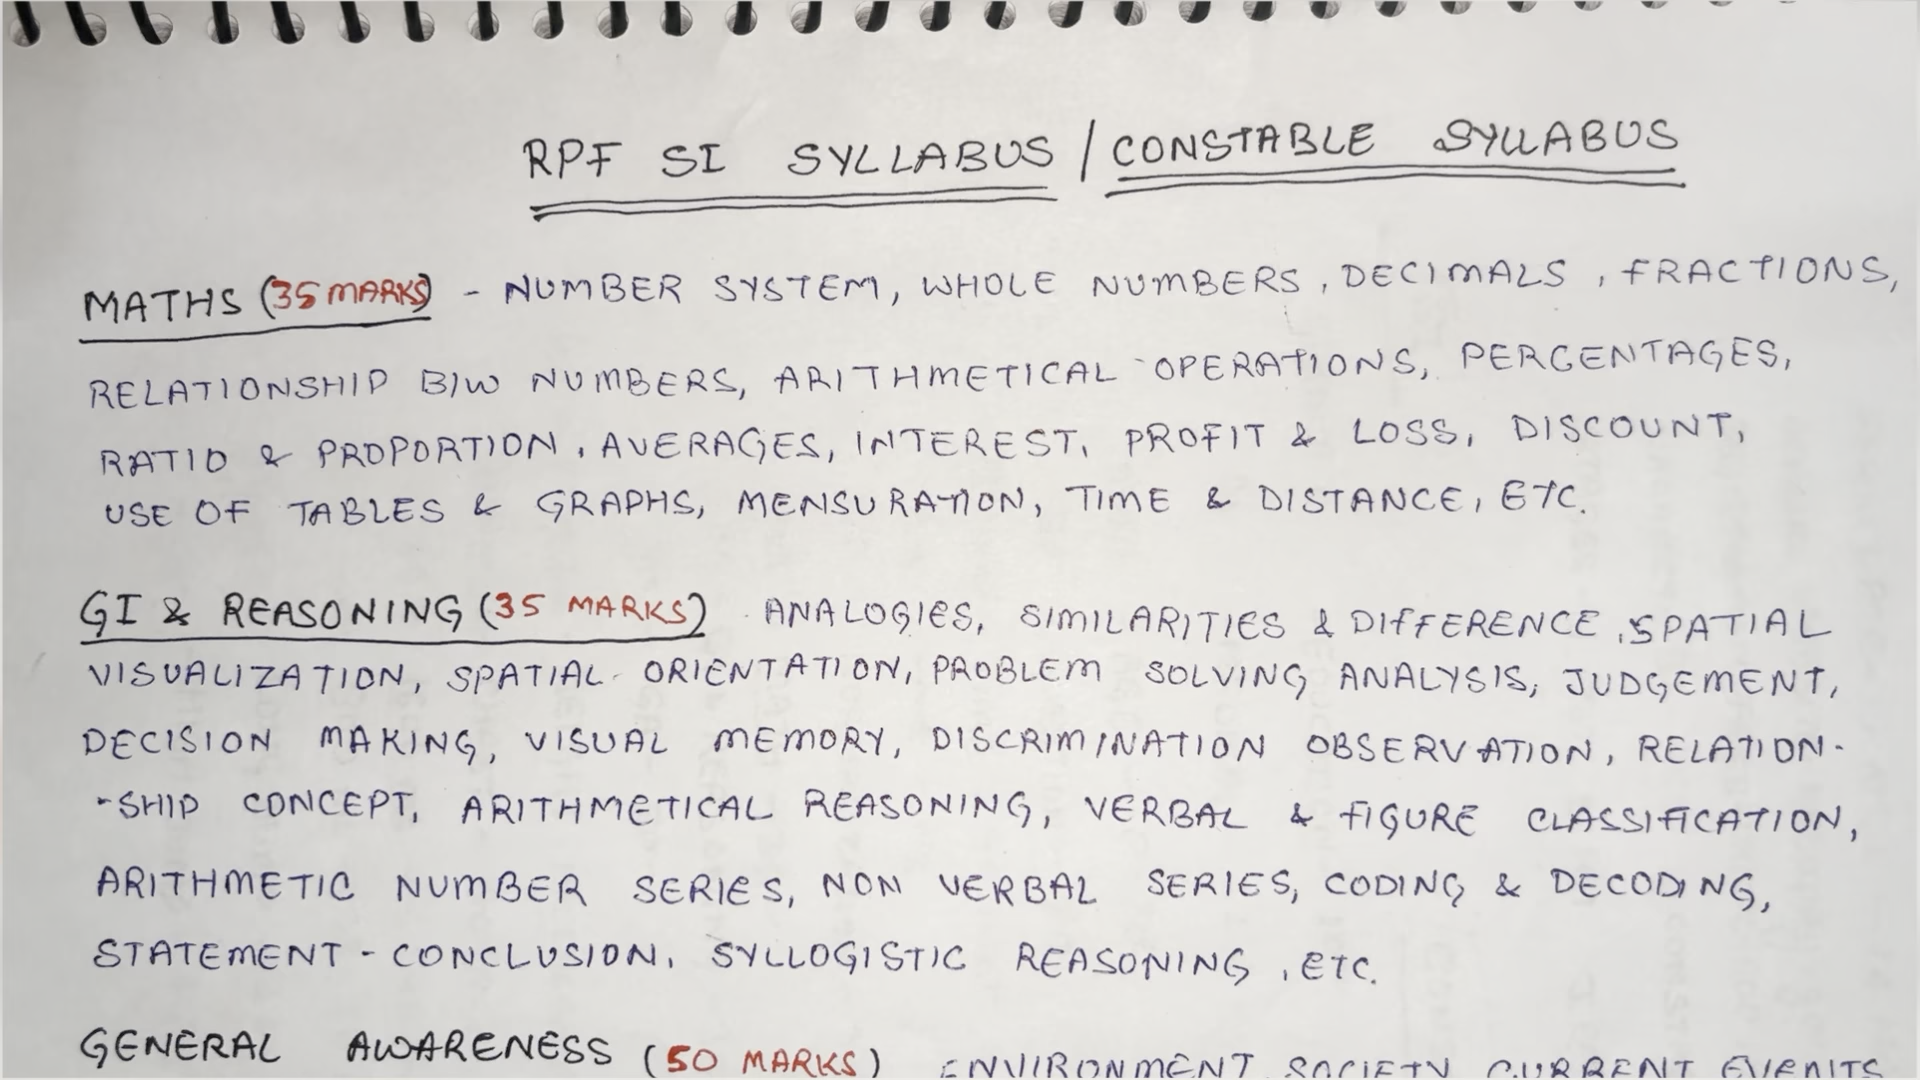 RPF SI SYLLABUS / CONSTABLE SYLLABUS
MATHS (35 MARKS) - NUMBER SYSTEM, WHOLE NUMBERS, DECIMALS, FRACTIONS,
RELATIONSHIP B/W NUMBERS, ARITHMETICAL OPERATIONS, PERCENTAGES,
RATIO & PROPORTION, AVERAGES, INTEREST, PROFIT & LOSS, DISCOUNT,
USE OF TABLES & GRAPHS, MENSURATION, TIME & DISTANCE, ETC.
GI & REASONING (35 MARKS) ANALOGIES, SIMILARITIES & DIFFERENCE, SPATIAL
VISUALIZATION, SPATIAL ORIENTATION, PROBLEM SOLVING ANALYSIS, JUDGEMENT,
DECISION MAKING, VISUAL MEMORY, DISCRIMINATION OBSERVATION, RELATION-
-SHIP CONCEPT, ARITHMETICAL REASONING, VERBAL & FIGURE CLASSIFICATION,
ARITHMETIC NUMBER SERIES, NON VERBAL SERIES, CODING & DECODING,
STATEMENT - CONCLUSION, SYLLOGISTIC REASONING, ETC.
GENERAL AWARENESS (50 MARKS) ENVIRONMENT SOCIETY CURRENT EVENTS